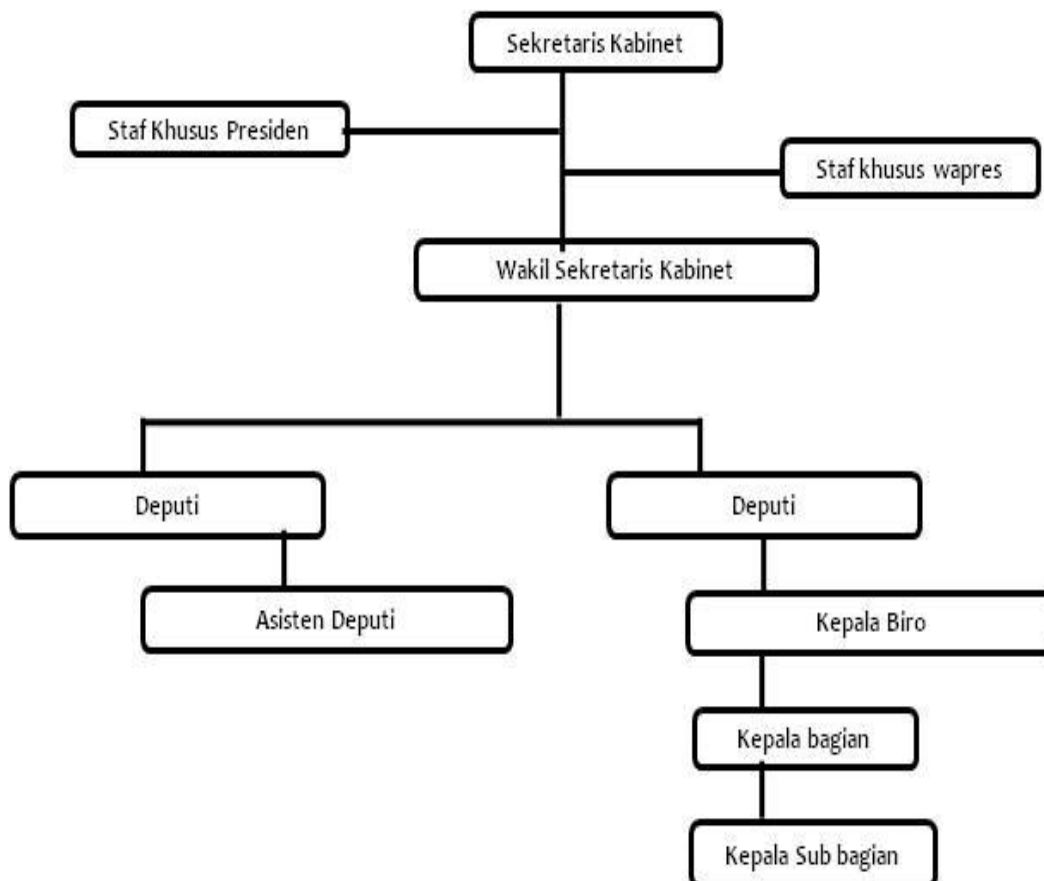 Sekretaris Kabinet
Staf Khusus Presiden
Staf khusus wapres
Wakil Sekretaris Kabinet
Deputi
Deputi
Asisten Deputi
Kepala Biro
Kepala bagian
Kepala Sub bagian